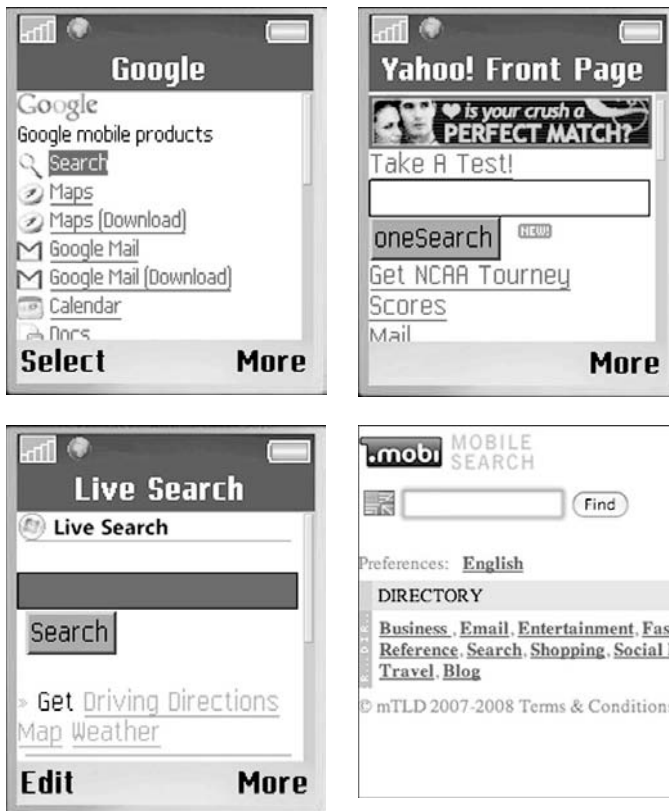 Google
Google
Google mobile products
Search
Maps
Maps (Download)
Google Mail
Google Mail (Download)
Calendar
Docs
Select More
Yahoo! Front Page
is your crush a
PERFECT MATCH?
Take A Test!
oneSearch NEW!
Get NCAA Tourney
Scores
Mail
More
Live Search
Live Search
Search
» Get Driving Directions
Map Weather
Edit More
.mobi MOBILE
SEARCH
Find
Preferences: English
DIRECTORY
Business , Email, Entertainment,
Reference, Search, Shopping, Social
Travel, Blog
© mTLD 2007-2008 Terms &